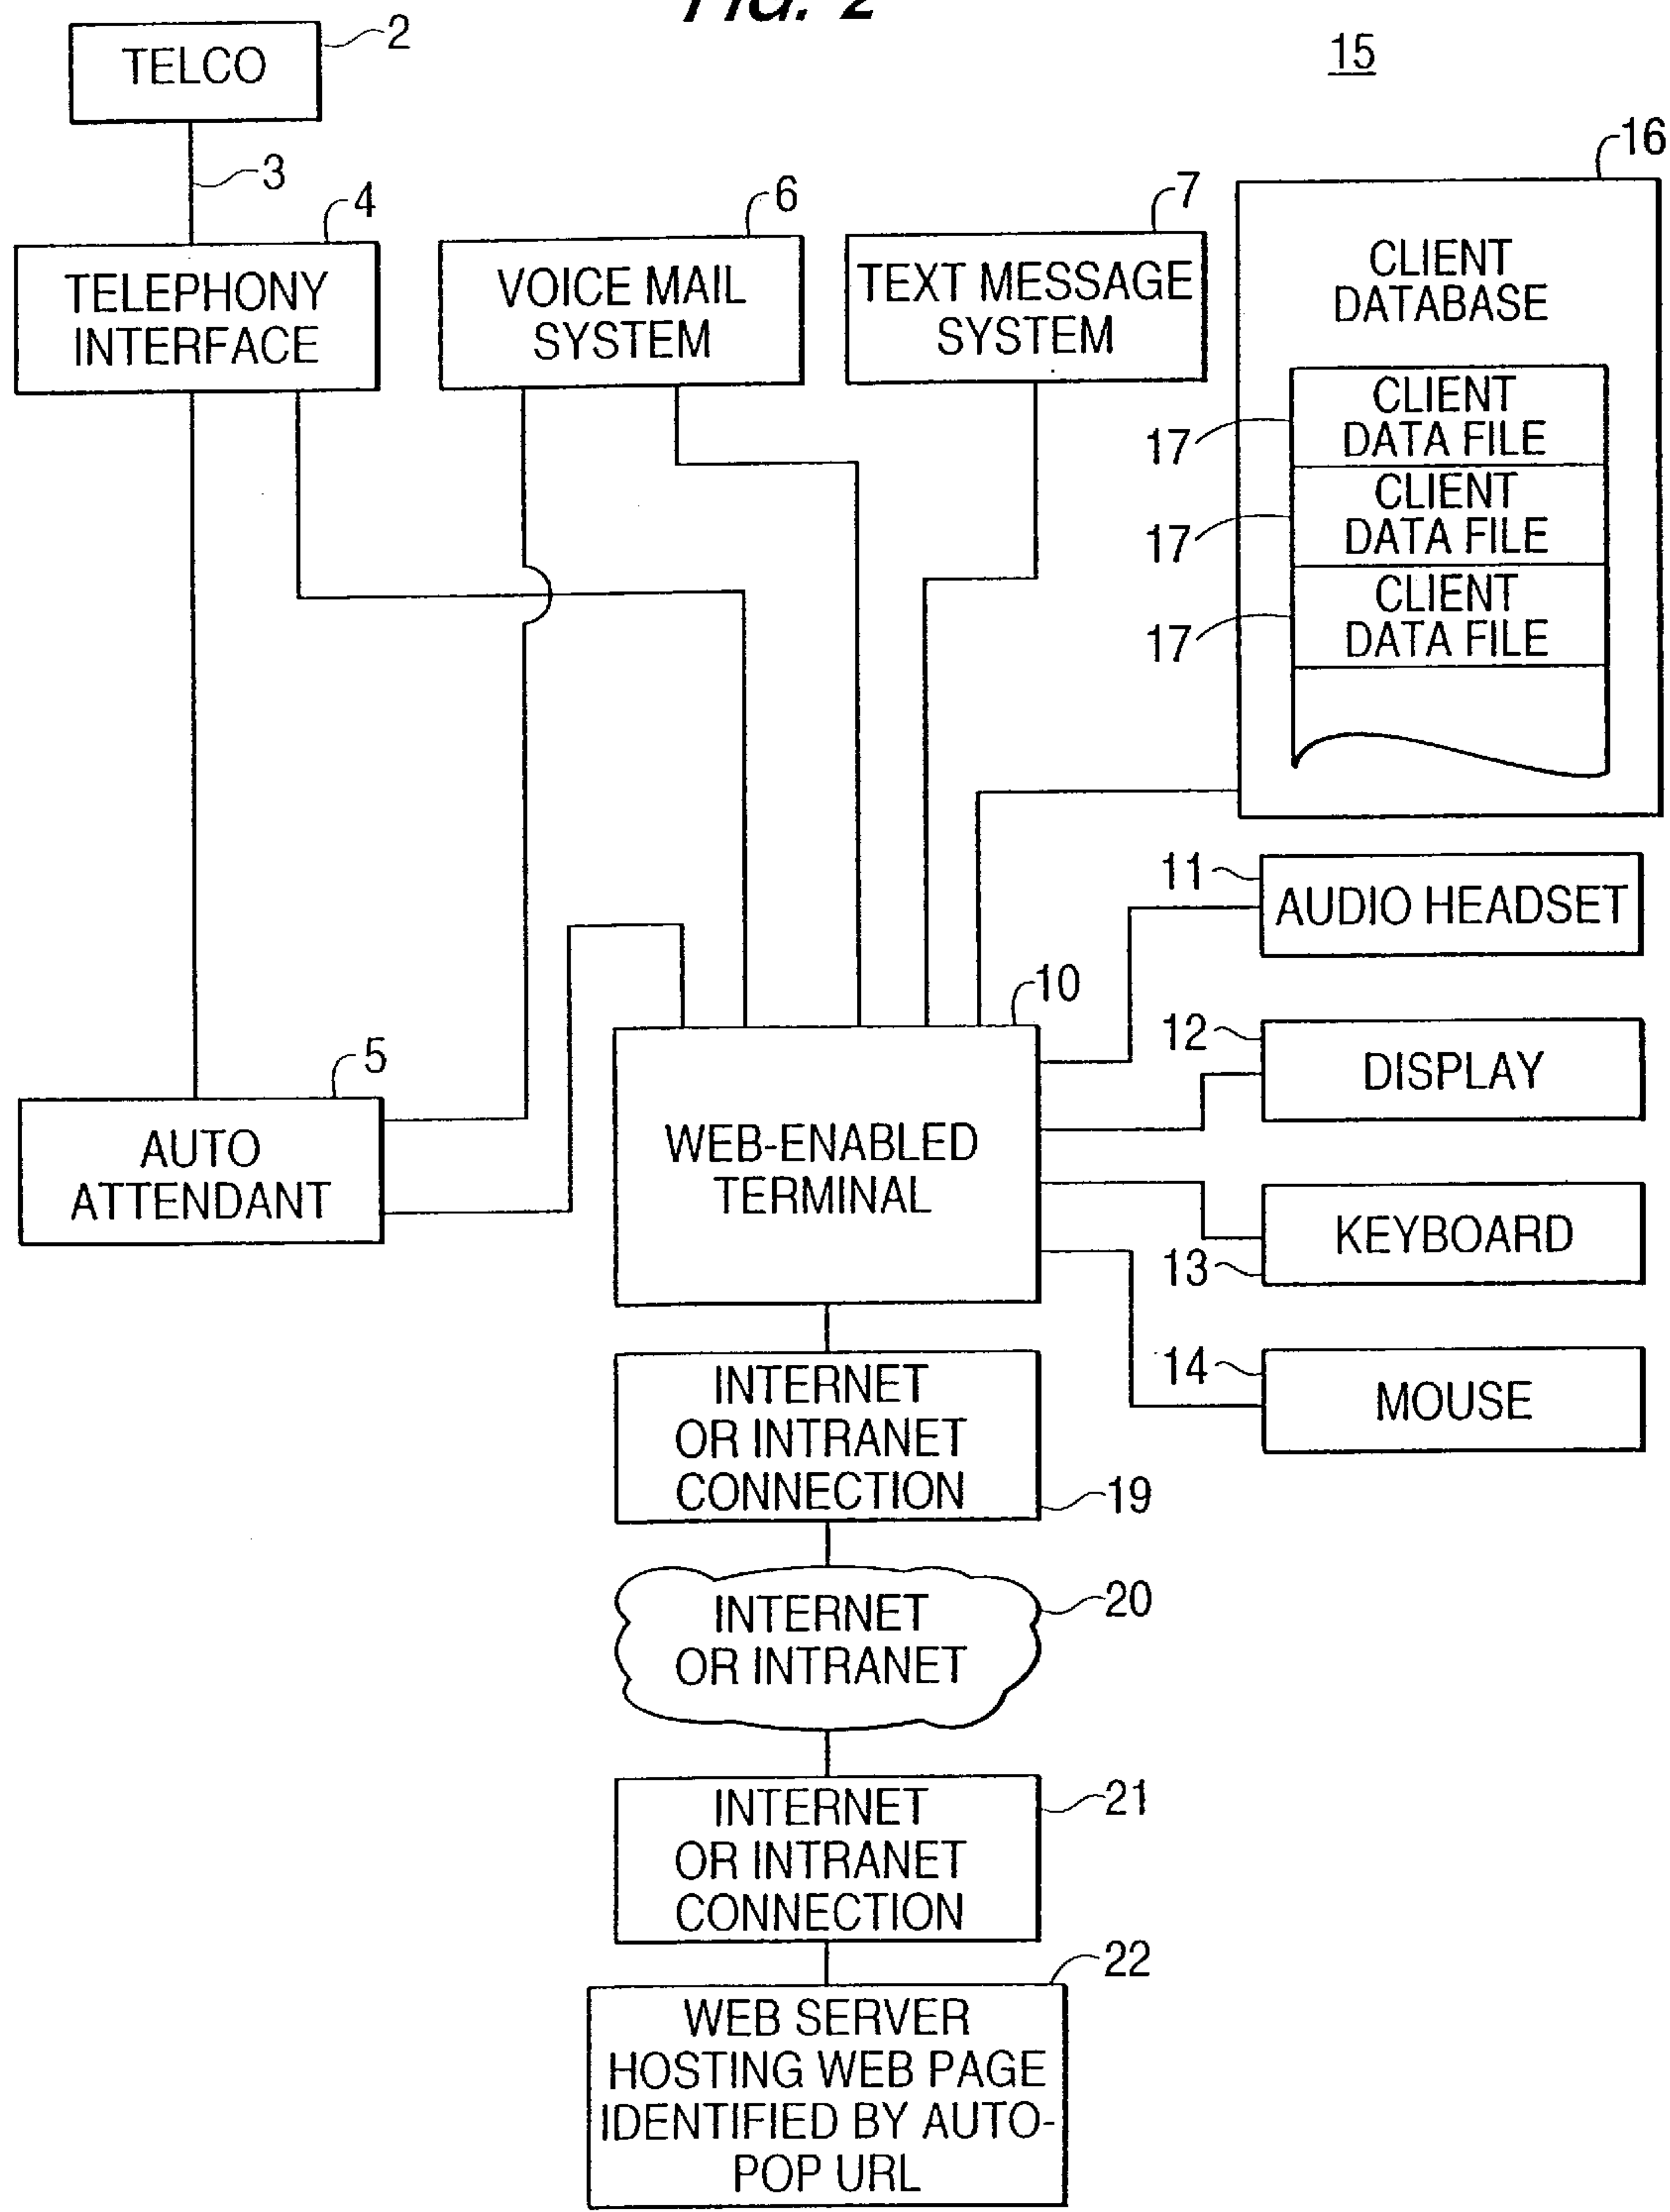 FIG. 2
15
TELCO
2
3
4
TELEPHONY
INTERFACE
6
VOICE MAIL
SYSTEM
7
TEXT MESSAGE
SYSTEM
16
CLIENT
DATABASE
17
CLIENT
DATA FILE
17
CLIENT
DATA FILE
17
CLIENT
DATA FILE
11
AUDIO HEADSET
12
DISPLAY
13
KEYBOARD
14
MOUSE
5
AUTO
ATTENDANT
10
WEB-ENABLED
TERMINAL
INTERNET
OR INTRANET
CONNECTION
19
INTERNET
OR INTRANET
20
INTERNET
OR INTRANET
CONNECTION
21
22
WEB SERVER
HOSTING WEB PAGE
IDENTIFIED BY AUTO-
POP URL